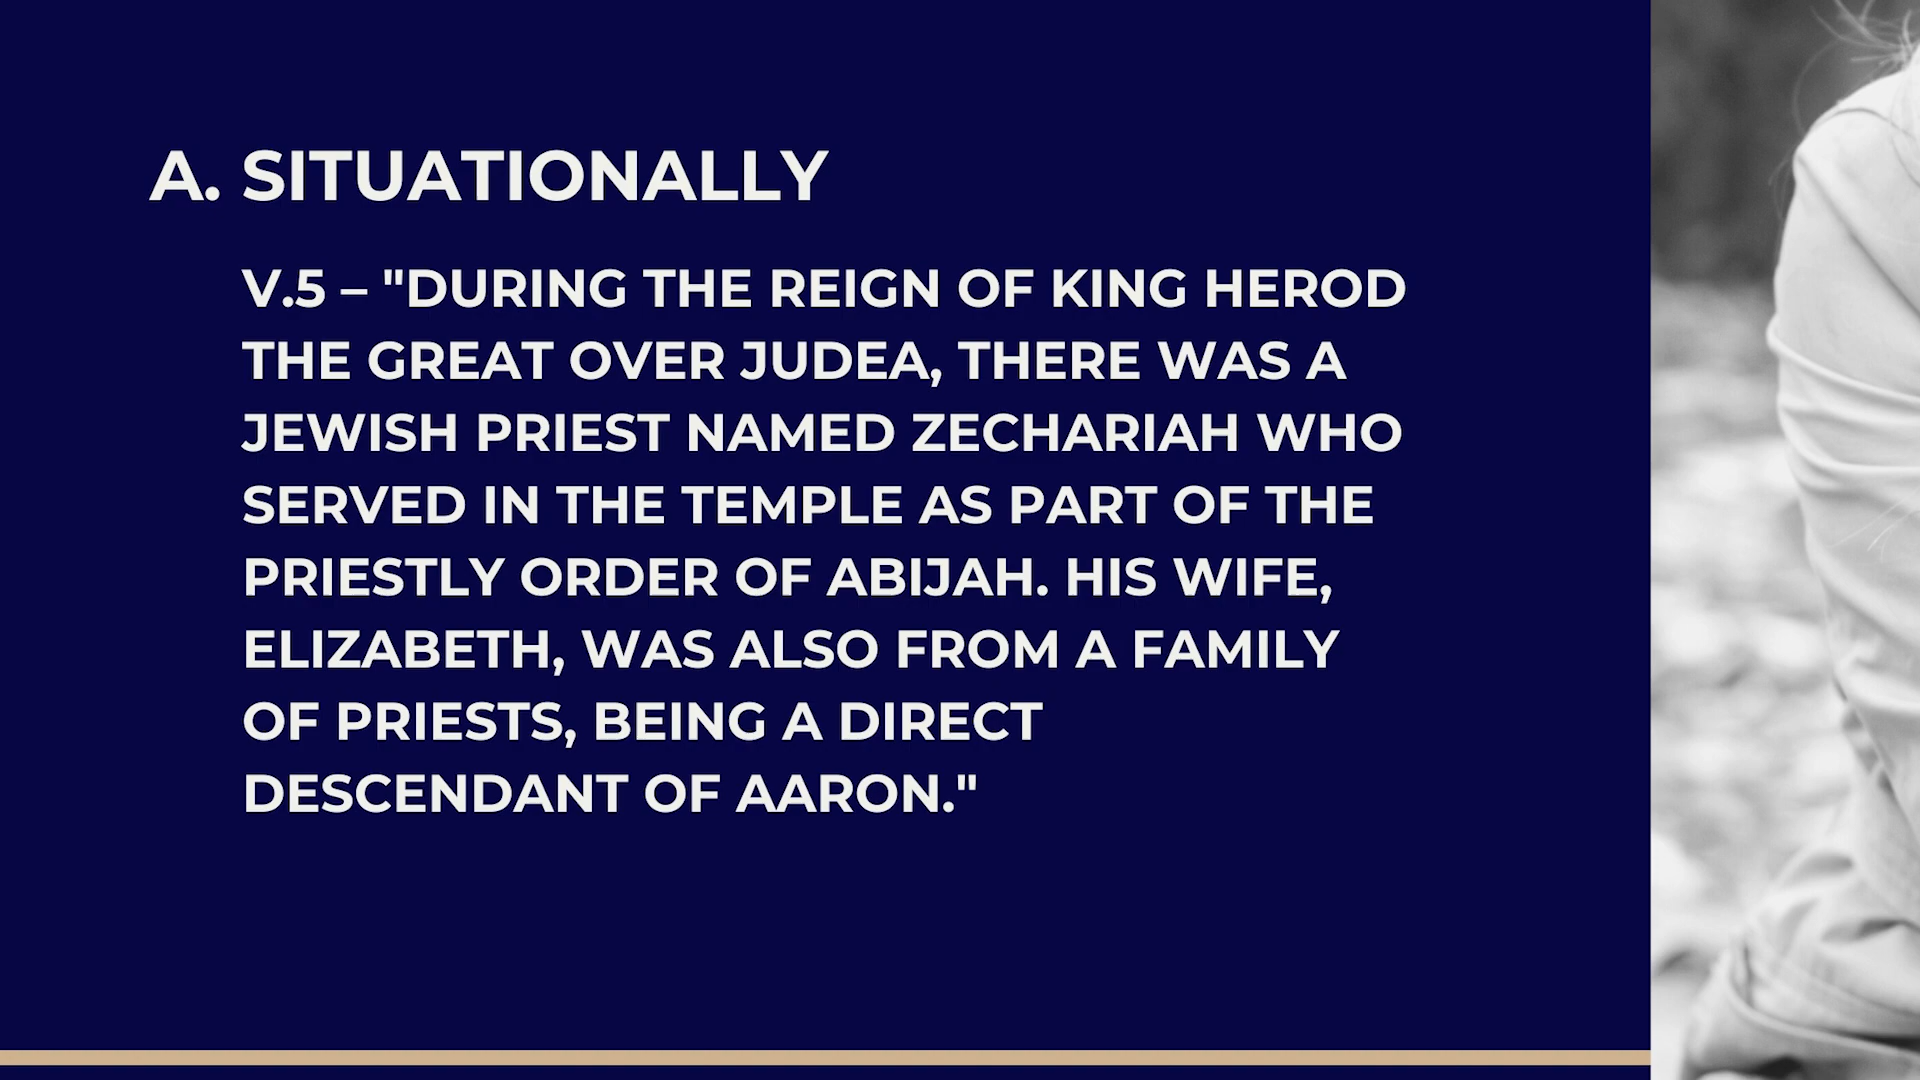 A. SITUATIONALLY
V.5 – "DURING THE REIGN OF KING HEROD
THE GREAT OVER JUDEA, THERE WAS A
JEWISH PRIEST NAMED ZECHARIAH WHO
SERVED IN THE TEMPLE AS PART OF THE
PRIESTLY ORDER OF ABIJAH. HIS WIFE,
ELIZABETH, WAS ALSO FROM A FAMILY
OF PRIESTS, BEING A DIRECT
DESCENDANT OF AARON."